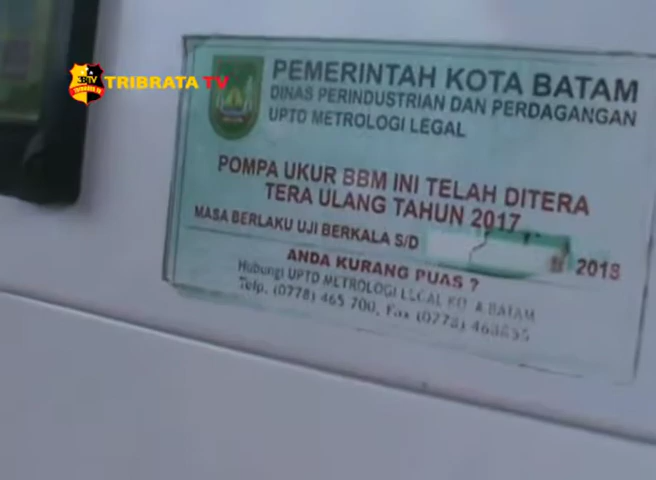 TRIBRATA TV
PEMERINTAH KOTA BATAM
DINAS PERINDUSTRIAN DAN PERDAGANGAN
UPTD METROLOGI LEGAL
POMPA UKUR BBM INI TELAH DITERA
TERA ULANG TAHUN 2017
MASA BERLAKU UJI BERKALA S/D 2018
ANDA KURANG PUAS ?
Hubungi UPTD METROLOGI LEGAL BATAM
Telp. (0778) 465 700, Fax (0778)